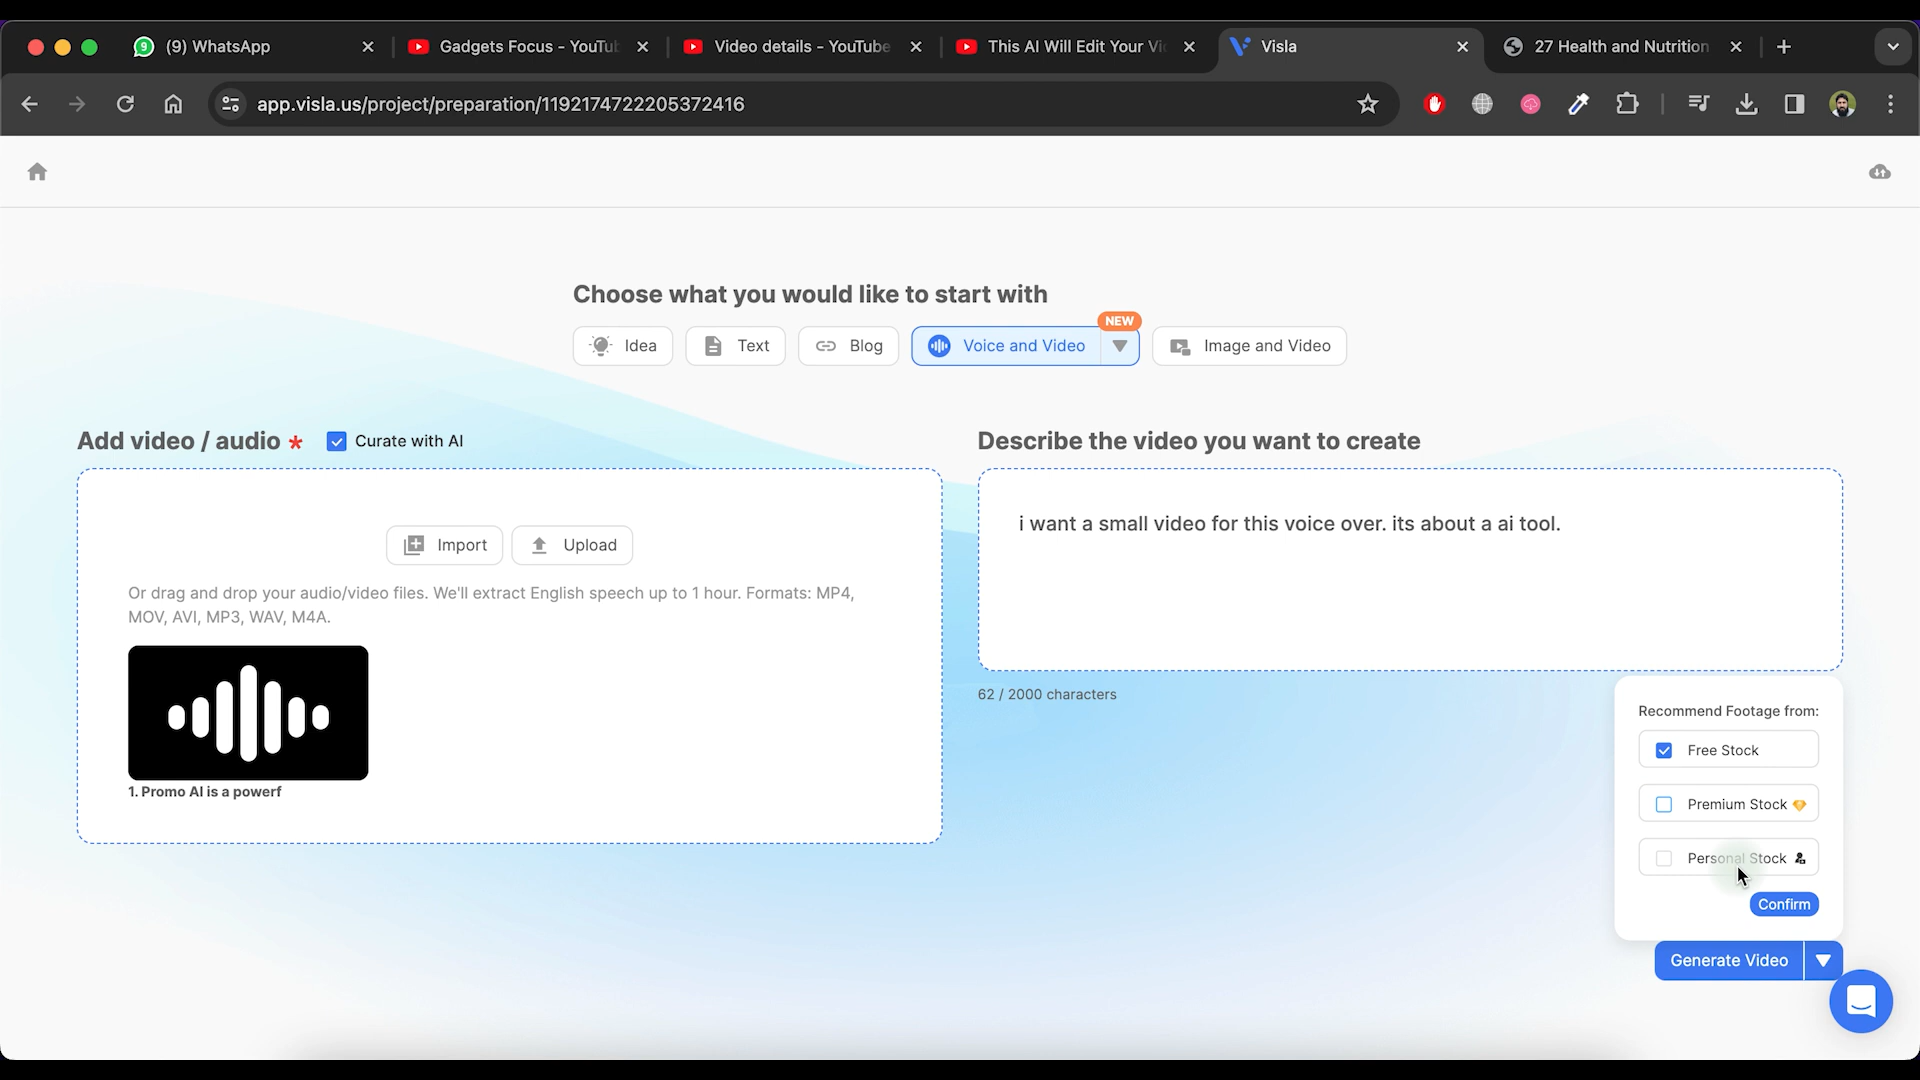 (9) WhatsApp
Gadgets Focus - YouTub
Video details - YouTube
This AI Will Edit Your Vi
Visla
27 Health and Nutrition
app.visla.us/project/preparation/1192174722205372416
Choose what you would like to start with
NEW
Idea
Text
Blog
Voice and Video
Image and Video
Add video / audio *
Curate with AI
Import
Upload
Or drag and drop your audio/video files. We'll extract English speech up to 1 hour. Formats: MP4,
MOV, AVI, MP3, WAV, M4A.
1. Promo AI is a powerf
Describe the video you want to create
i want a small video for this voice over. its about a ai tool.
62 / 2000 characters
Recommend Footage from:
Free Stock
Premium Stock
Personal Stock
Confirm
Generate Video